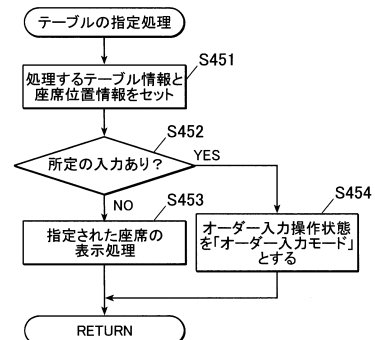 テーブルの指定処理
S451
処理するテーブル情報と
座席位置情報をセット
S452
所定の入力あり?
YES
NO
S453
指定された座席の
表示処理
S454
オーダー入力操作状態
を「オーダー入力モード」
とする
RETURN